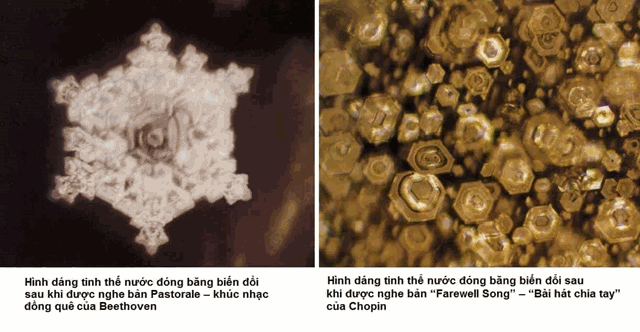 Hình dáng tinh thế nước đóng băng biến đổi
sau khi được nghe bản Pastorale – khúc nhạc
đồng quê của Beethoven
Hình dáng tinh thể nước đóng băng biến đổi sau
khi được nghe bản “Farewell Song” – “Bài hát chia tay”
của Chopin